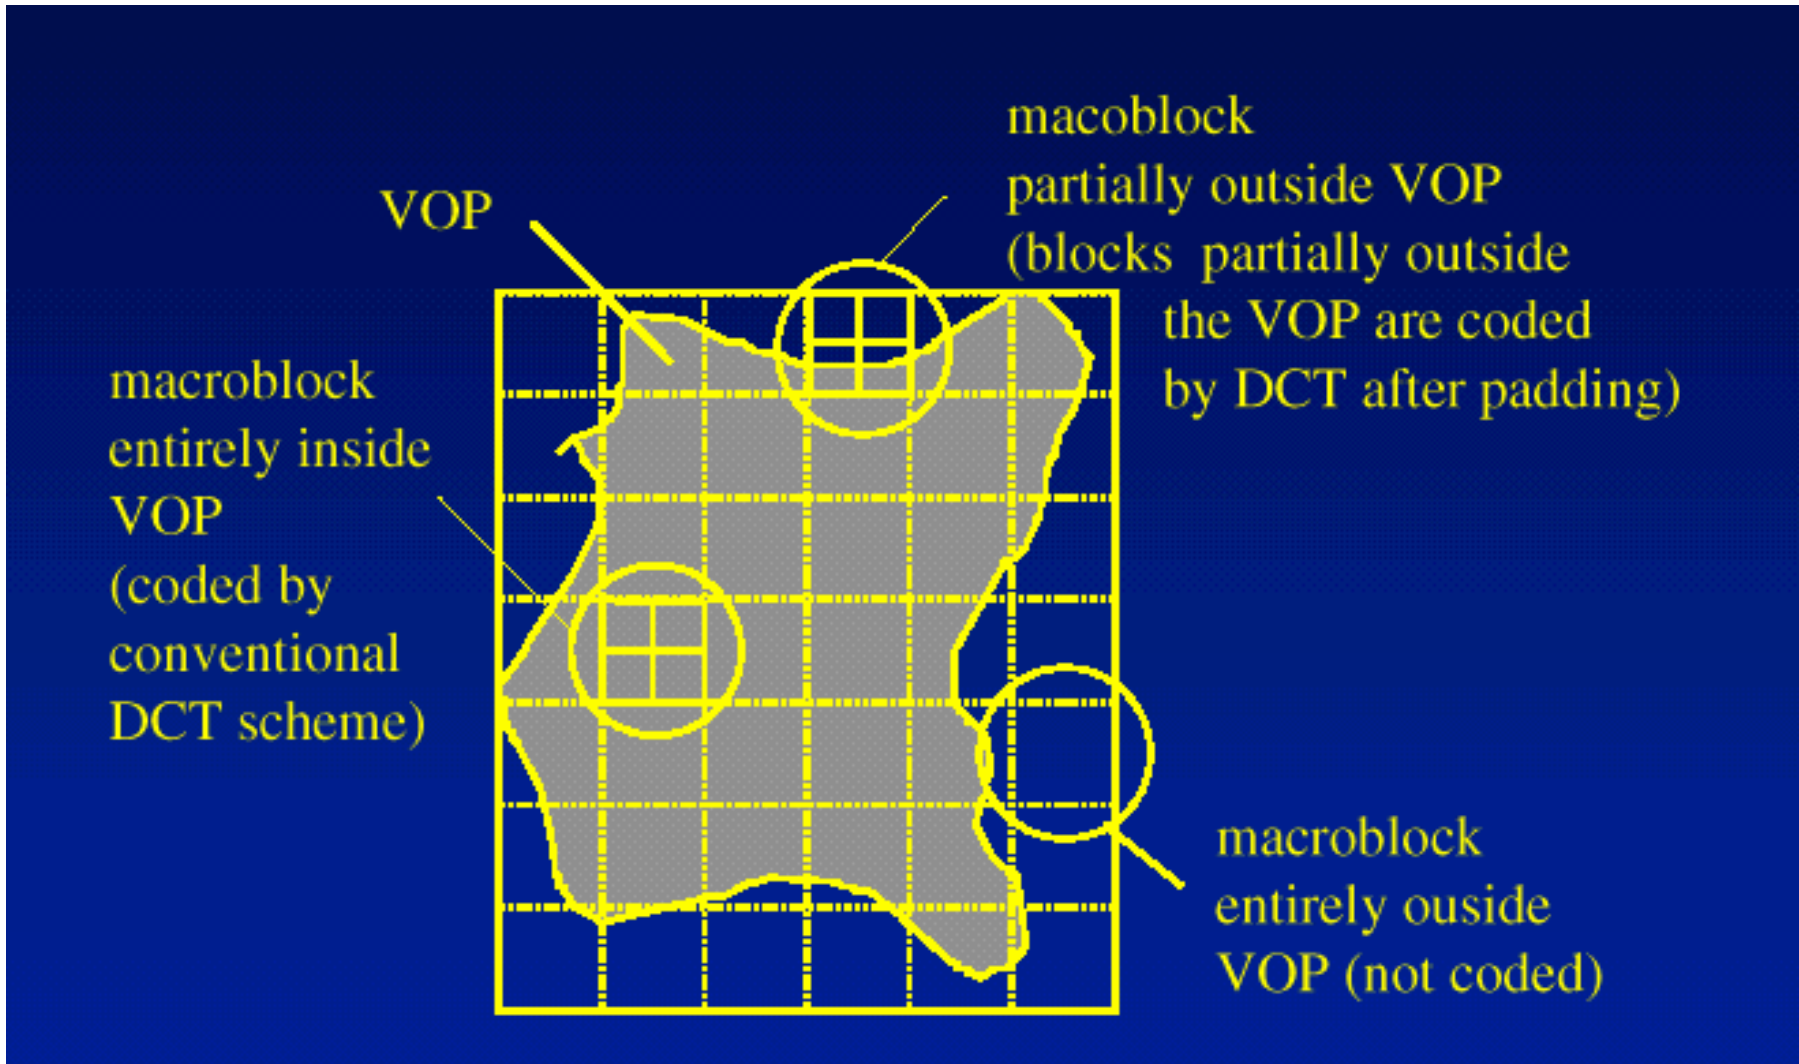 VOP
macoblock
partially outside VOP
(blocks partially outside
the VOP are coded
by DCT after padding)
macroblock
entirely inside
VOP
(coded by
conventional
DCT scheme)
macroblock
entirely ouside
VOP (not coded)